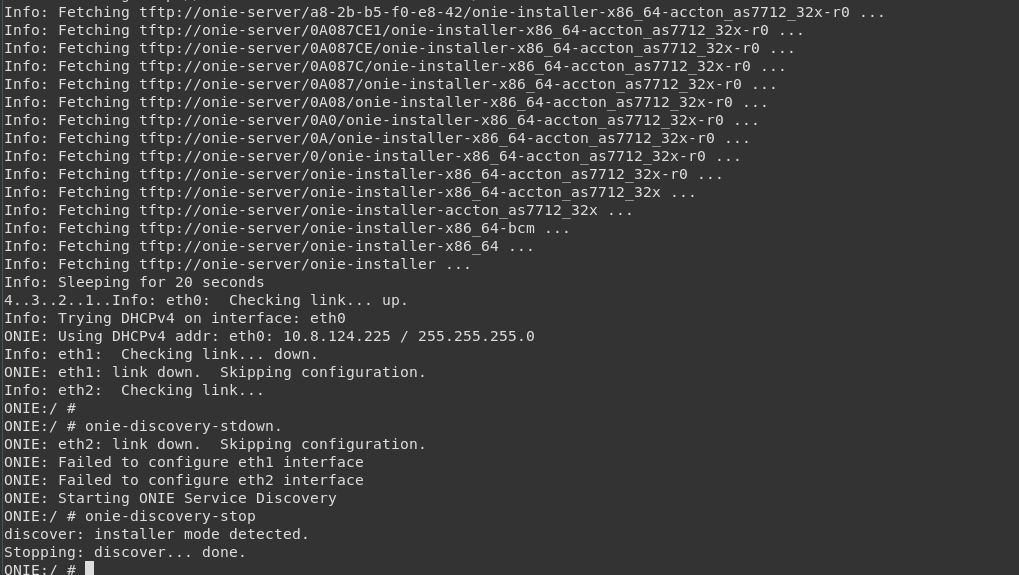 Info: Fetching tftp://onie-server/a8-2b-b5-f0-e8-42/onie-installer-x86_64-accton_as7712_32x-r0 ...
Info: Fetching tftp://onie-server/0A087CE1/onie-installer-x86_64-accton_as7712_32x-r0 ...
Info: Fetching tftp://onie-server/0A087CE/onie-installer-x86_64-accton_as7712_32x-r0 ...
Info: Fetching tftp://onie-server/0A087C/onie-installer-x86_64-accton_as7712_32x-r0 ...
Info: Fetching tftp://onie-server/0A087/onie-installer-x86_64-accton_as7712_32x-r0 ...
Info: Fetching tftp://onie-server/0A08/onie-installer-x86_64-accton_as7712_32x-r0 ...
Info: Fetching tftp://onie-server/0A0/onie-installer-x86_64-accton_as7712_32x-r0 ...
Info: Fetching tftp://onie-server/0A/onie-installer-x86_64-accton_as7712_32x-r0 ...
Info: Fetching tftp://onie-server/0/onie-installer-x86_64-accton_as7712_32x-r0 ...
Info: Fetching tftp://onie-server/onie-installer-x86_64-accton_as7712_32x-r0 ...
Info: Fetching tftp://onie-server/onie-installer-x86_64-accton_as7712_32x ...
Info: Fetching tftp://onie-server/onie-installer-accton_as7712_32x ...
Info: Fetching tftp://onie-server/onie-installer-x86_64-bcm ...
Info: Fetching tftp://onie-server/onie-installer-x86_64 ...
Info: Fetching tftp://onie-server/onie-installer ...
Info: Sleeping for 20 seconds
4..3..2..1..Info: eth0:  Checking link... up.
Info: Trying DHCPv4 on interface: eth0
ONIE: Using DHCPv4 addr: eth0: 10.8.124.225 / 255.255.255.0
Info: eth1:  Checking link... down.
ONIE: eth1: link down.  Skipping configuration.
Info: eth2:  Checking link...
ONIE:/ #
ONIE:/ # onie-discovery-stdown.
ONIE: eth2: link down.  Skipping configuration.
ONIE: Failed to configure eth1 interface
ONIE: Failed to configure eth2 interface
ONIE: Starting ONIE Service Discovery
ONIE:/ # onie-discovery-stop
discover: installer mode detected.
Stopping: discover... done.
ONIE:/ #